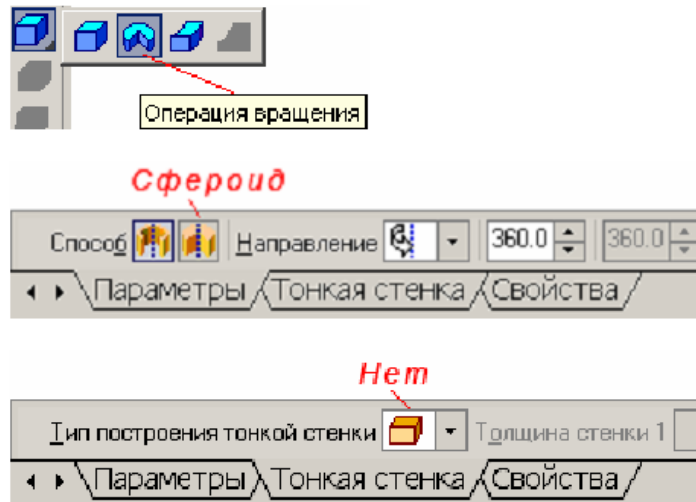 Операция вращения
Сфероид
Способ Направление 360.0 360.0
Параметры Тонкая стенка Свойства
Нет
Тип построения тонкой стенки Толщина стенки 1
Параметры Тонкая стенка Свойства